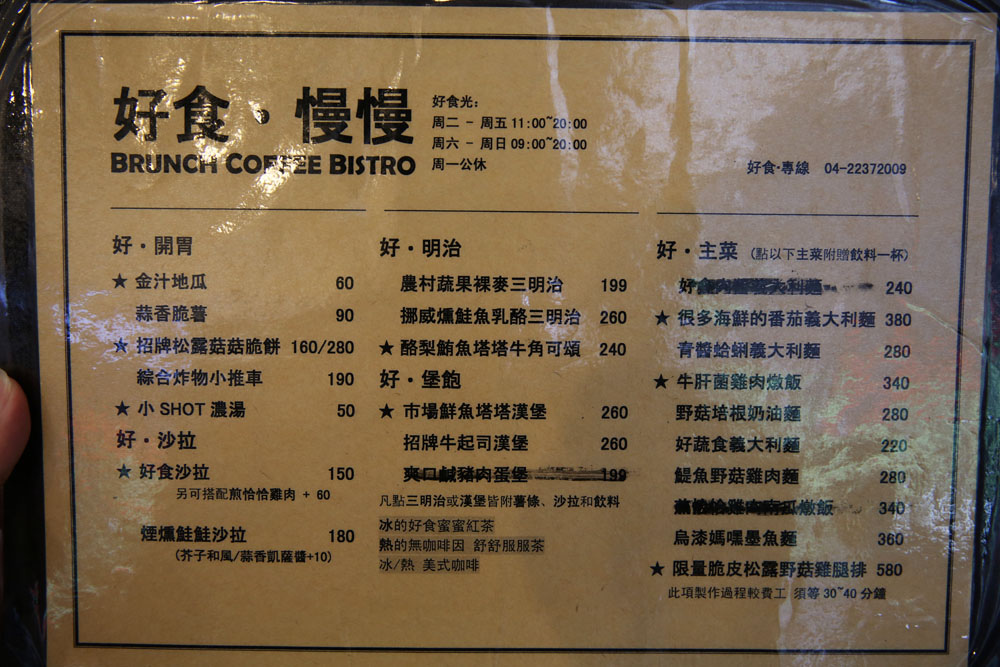 好食・慢慢
BRUNCH COFFEE BISTRO
好食光:
周二 - 周五 11:00~20:00
周六 - 周日 09:00~20:00
周一公休
好食·專線 04-22372009
好・開胃
★ 金汁地瓜 60
蒜香脆薯 90
★ 招牌松露菇菇脆餅 160/280
綜合炸物小推車 190
★ 小 SHOT 濃湯 50
好・沙拉
★ 好食沙拉 150
另可搭配煎恰恰雞肉 + 60
煙燻鮭鮭沙拉 180
(芥子和風/蒜香凱薩醬+10)
好・明治
農村蔬果裸麥三明治 199
挪威燻鮭魚乳酪三明治 260
★ 酪梨鮪魚塔塔牛角可頌 240
好・堡飽
★ 市場鮮魚塔塔漢堡 260
招牌牛起司漢堡 260
爽口鹹豬肉蛋堡 199
凡點三明治或漢堡皆附薯條、沙拉和飲料
冰的好食蜜蜜紅茶
熱的無咖啡因 舒舒服服茶
冰/熱 美式咖啡
好・主菜 (點以下主菜附贈飲料一杯)
好食肉醬義大利麵 240
★ 很多海鮮的番茄義大利麵 380
青醬蛤蜊義大利麵 280
★ 牛肝菌雞肉燉飯 340
野菇培根奶油麵 280
好蔬食義大利麵 220
鯷魚野菇雞肉麵 280
燉飯 340
烏漆媽嘿墨魚麵 360
★ 限量脆皮松露野菇雞腿排 580
此項製作過程較費工 須等 30~40 分鐘